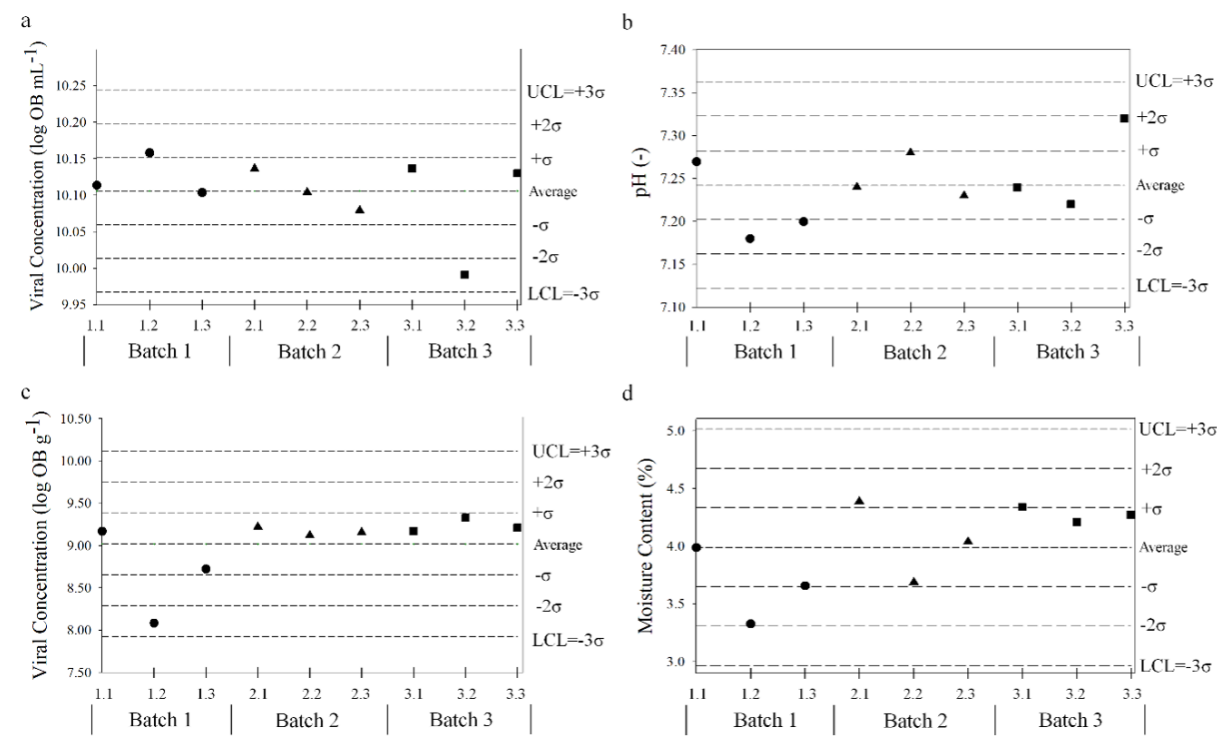 a
Viral Concentration (log OB mL⁻¹)
10.25
10.20
10.15
10.10
10.05
10.00
9.95
UCL=+3σ
+2σ
+σ
Average
-σ
-2σ
LCL=-3σ
1.1 1.2 1.3 2.1 2.2 2.3 3.1 3.2 3.3
Batch 1 Batch 2 Batch 3
b
pH (-)
7.40
7.35
7.30
7.25
7.20
7.15
7.10
UCL=+3σ
+2σ
+σ
Average
-σ
-2σ
LCL=-3σ
1.1 1.2 1.3 2.1 2.2 2.3 3.1 3.2 3.3
Batch 1 Batch 2 Batch 3
c
Viral Concentration (log OB g⁻¹)
10.50
10.00
9.50
9.00
8.50
8.00
7.50
UCL=+3σ
+2σ
+σ
Average
-σ
-2σ
LCL=-3σ
1.1 1.2 1.3 2.1 2.2 2.3 3.1 3.2 3.3
Batch 1 Batch 2 Batch 3
d
Moisture Content (%)
5.0
4.5
4.0
3.5
3.0
UCL=+3σ
+2σ
+σ
Average
-σ
-2σ
LCL=-3σ
1.1 1.2 1.3 2.1 2.2 2.3 3.1 3.2 3.3
Batch 1 Batch 2 Batch 3